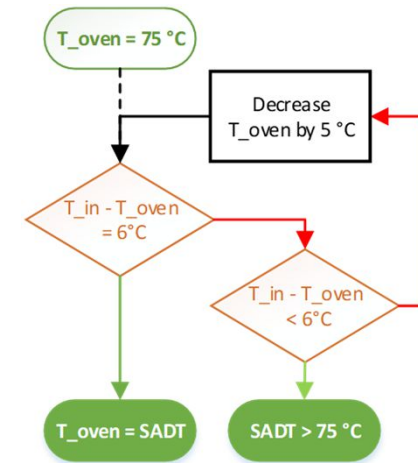 T_oven = 75 °C
Decrease
T_oven by 5 °C
T_in - T_oven
= 6°C
T_in - T_oven
< 6°C
T_oven = SADT
SADT > 75 °C